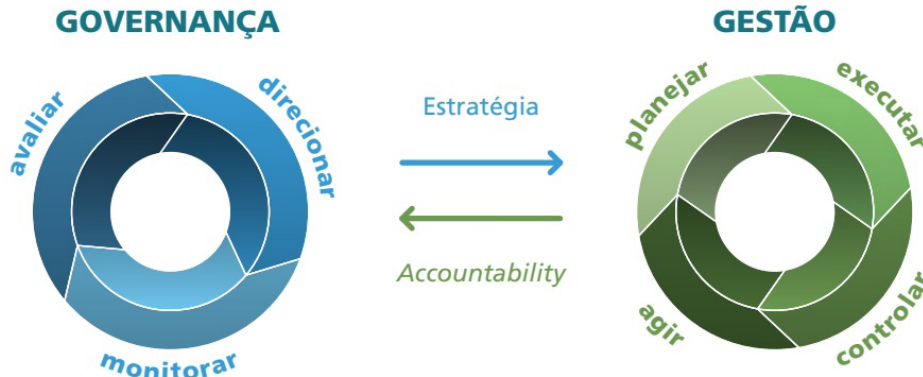 GOVERNANÇA
avaliar
direcionar
monitorar
Estratégia
Accountability
GESTÃO
planejar
executar
controlar
agir